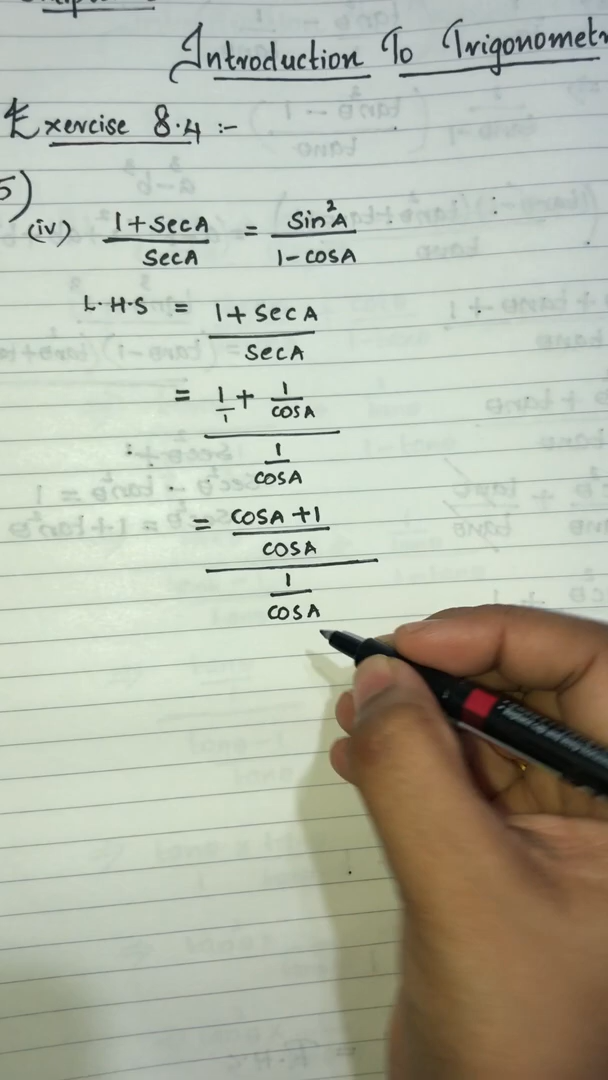 Introduction To
Exercise 8.4 :-
5)
(iv) (1+secA)/(secA) = (Sin²A)/(1-cosA)
L.H.S = (1+secA)/(secA)
= (1/1 + 1/cosA)/(1/cosA)
= ((cosA+1)/cosA)/(1/cosA)